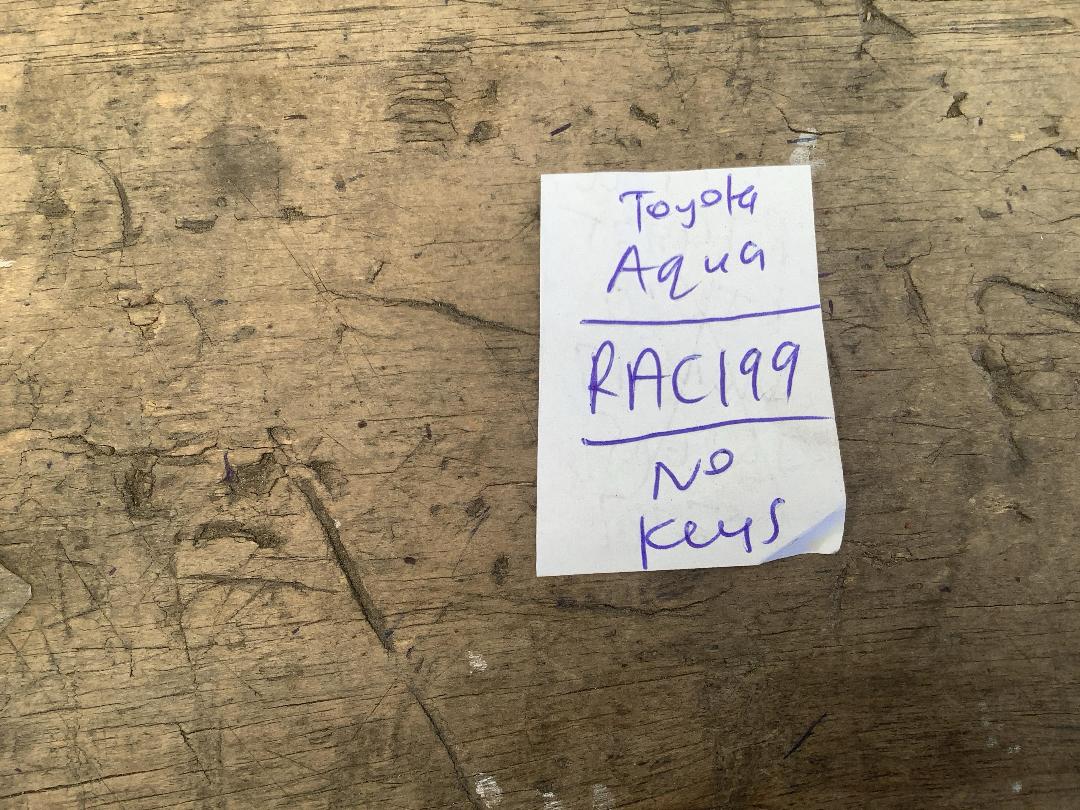 Toyota
Aqua
RAC199
No
Keys